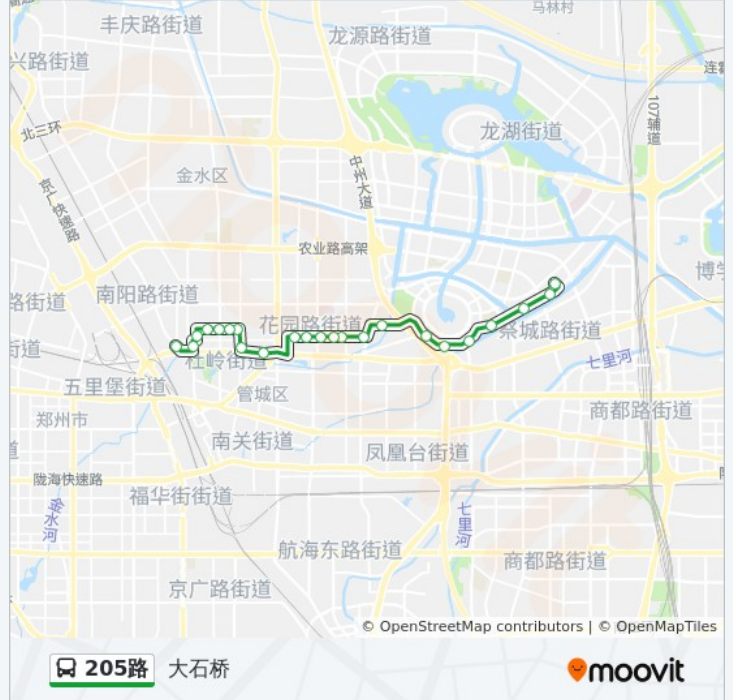 马林村
丰庆路街道
龙源路街道
兴路街道
连霍
107辅道
北三环
龙湖街道
中州大道
金水区
京广快速路
农业路高架
博学
南阳路街道
路街道
花园路街道
祭城路街道
街道
杜岭街道
七里河
五里堡街道
管城区
商都路街道
郑州市
南关街道
凤凰台街道
道
陇海快速路
福华街街道
金水河
七里河
航海东路街道
商都路街道
京广路街道
© OpenStreetMap contributors | © OpenMapTiles
205路 大石桥
moovit